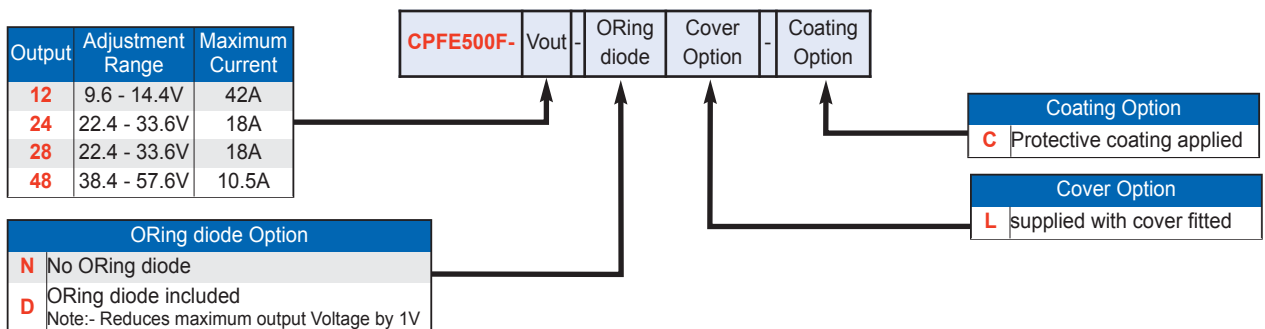 CPFE500F- Vout - ORing diode Cover Option - Coating Option
Output Adjustment Range Maximum Current
12 9.6 - 14.4V 42A
24 22.4 - 33.6V 18A
28 22.4 - 33.6V 18A
48 38.4 - 57.6V 10.5A
Coating Option
C Protective coating applied
Cover Option
L supplied with cover fitted
ORing diode Option
N No ORing diode
D ORing diode included
Note:- Reduces maximum output Voltage by 1V